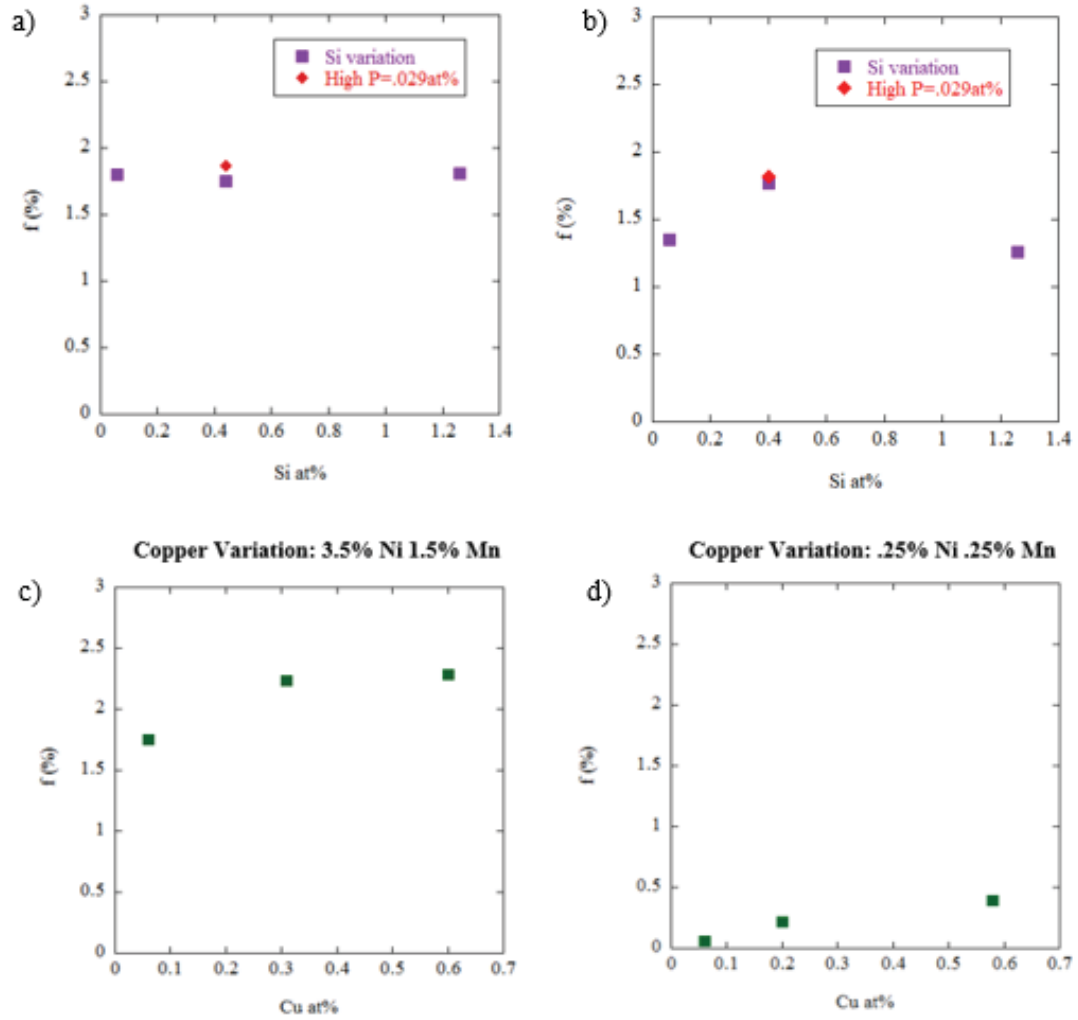 a)
3
2.5
2
1.5
1
0.5
0
f (%)
Si variation
High P=.029at%
0 0.2 0.4 0.6 0.8 1 1.2 1.4
Si at%
b)
3
2.5
2
1.5
1
0.5
0
f (%)
Si variation
High P=.029at%
0 0.2 0.4 0.6 0.8 1 1.2 1.4
Si at%
Copper Variation: 3.5% Ni 1.5% Mn
c)
3
2.5
2
1.5
1
0.5
0
f (%)
0 0.1 0.2 0.3 0.4 0.5 0.6 0.7
Cu at%
Copper Variation: .25% Ni .25% Mn
d)
3
2.5
2
1.5
1
0.5
0
f (%)
0 0.1 0.2 0.3 0.4 0.5 0.6 0.7
Cu at%